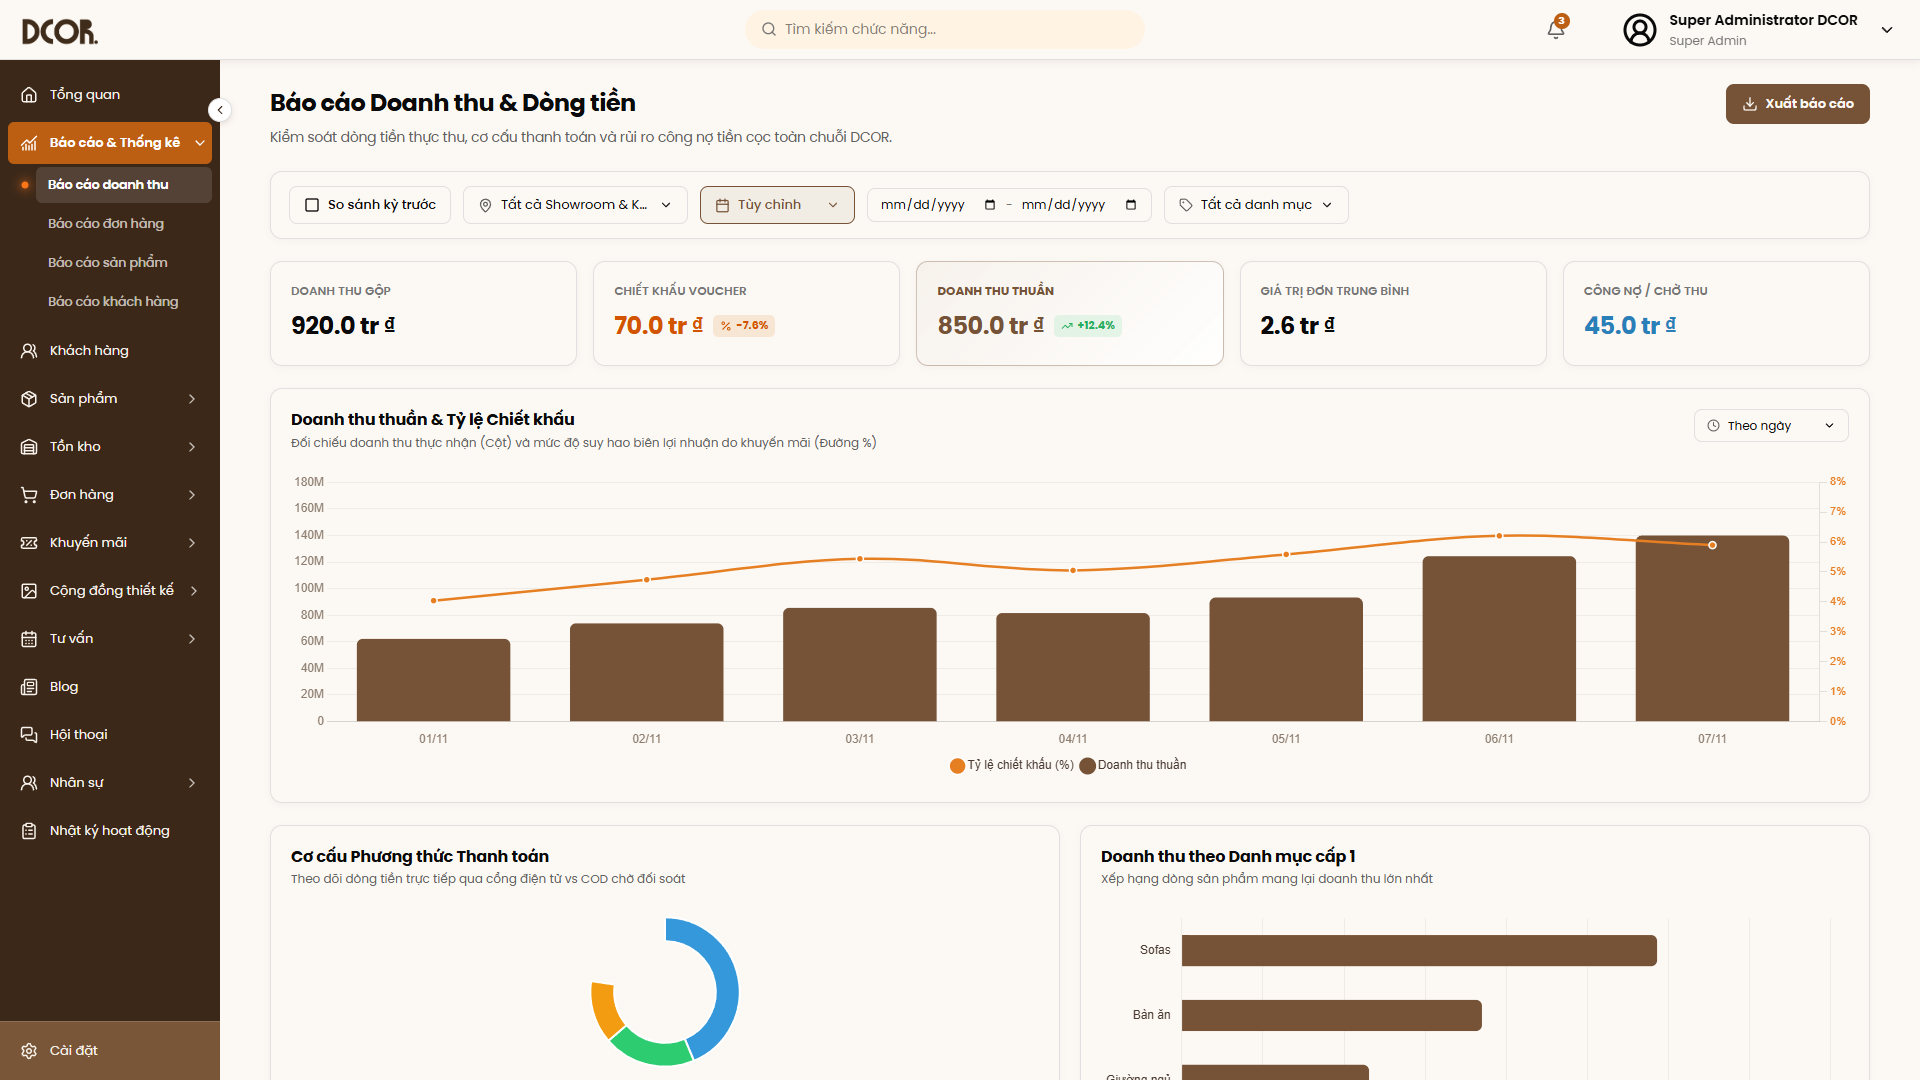 DCOR.
Tìm kiếm chức năng...
3
Super Administrator DCOR
Super Admin
Tổng quan
Báo cáo & Thống kê
Báo cáo doanh thu
Báo cáo đơn hàng
Báo cáo sản phẩm
Báo cáo khách hàng
Khách hàng
Sản phẩm
Tồn kho
Đơn hàng
Khuyến mãi
Cộng đồng thiết kế
Tư vấn
Blog
Hội thoại
Nhân sự
Nhật ký hoạt động
Cài đặt
Báo cáo Doanh thu & Dòng tiền
Kiểm soát dòng tiền thực thu, cơ cấu thanh toán và rủi ro công nợ tiền cọc toàn chuỗi DCOR.
Xuất báo cáo
So sánh kỳ trước
Tất cả Showroom & K...
Tùy chỉnh
mm/dd/yyyy - mm/dd/yyyy
Tất cả danh mục
DOANH THU GỘP
920.0 tr ₫
CHIẾT KHẤU VOUCHER
70.0 tr ₫ -7.6%
DOANH THU THUẦN
850.0 tr ₫ +12.4%
GIÁ TRỊ ĐƠN TRUNG BÌNH
2.6 tr ₫
CÔNG NỢ / CHỜ THU
45.0 tr ₫
Doanh thu thuần & Tỷ lệ Chiết khấu
Đối chiếu doanh thu thực nhận (Cột) và mức độ suy hao biên lợi nhuận do khuyến mãi (Đường %)
Theo ngày
180M
160M
140M
120M
100M
80M
60M
40M
20M
0
8%
7%
6%
5%
4%
3%
2%
1%
0%
01/11 02/11 03/11 04/11 05/11 06/11 07/11
Tỷ lệ chiết khấu (%) Doanh thu thuần
Cơ cấu Phương thức Thanh toán
Theo dõi dòng tiền trực tiếp qua cổng điện tử vs COD chờ đối soát
Doanh thu theo Danh mục cấp 1
Xếp hạng dòng sản phẩm mang lại doanh thu lớn nhất
Sofas
Bàn ăn
Giường ngủ